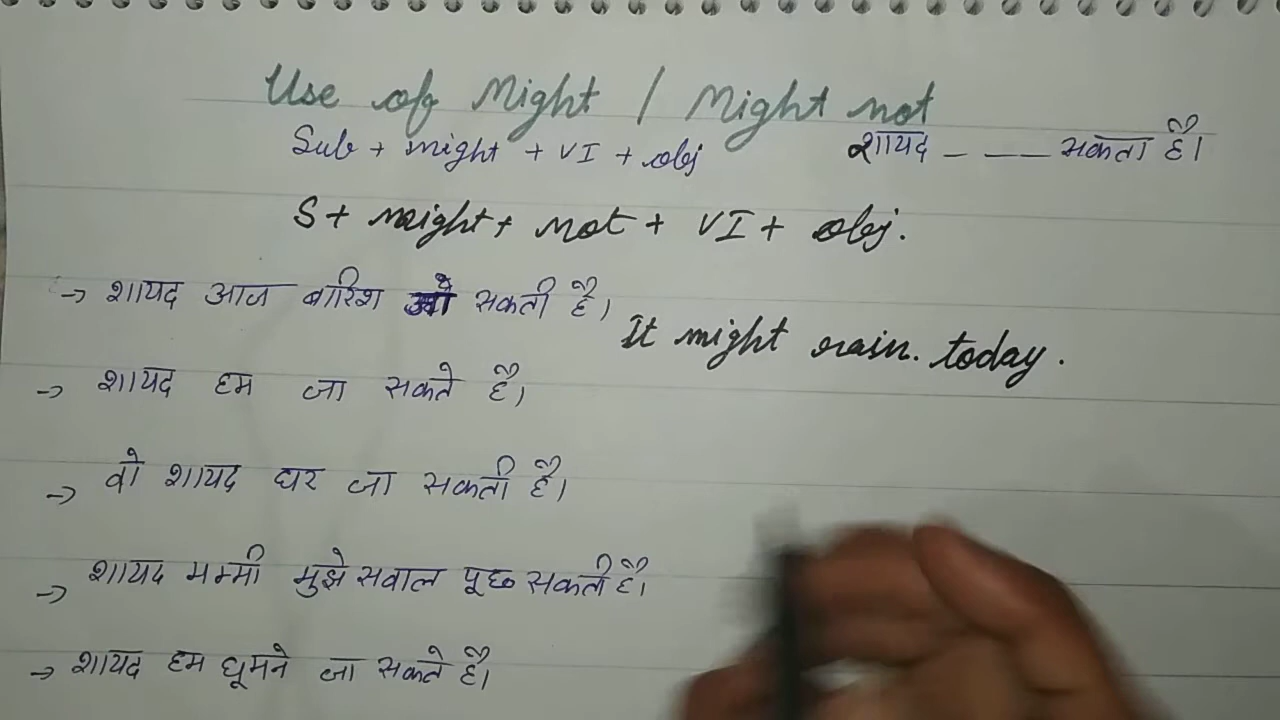 Use of Might / Might not
Sub + might + VI + obj शायद - -— सकता है।
S + might + not + VI + obj.
→ शायद आज बारिश हो सकती है।
It might rain. today.
→ शायद हम जा सकते है।
→ वो शायद घर जा सकती है।
→ शायद मम्मी मुझे सवाल पूछ सकती है।
→ शायद हम घूमने जा सकते है।